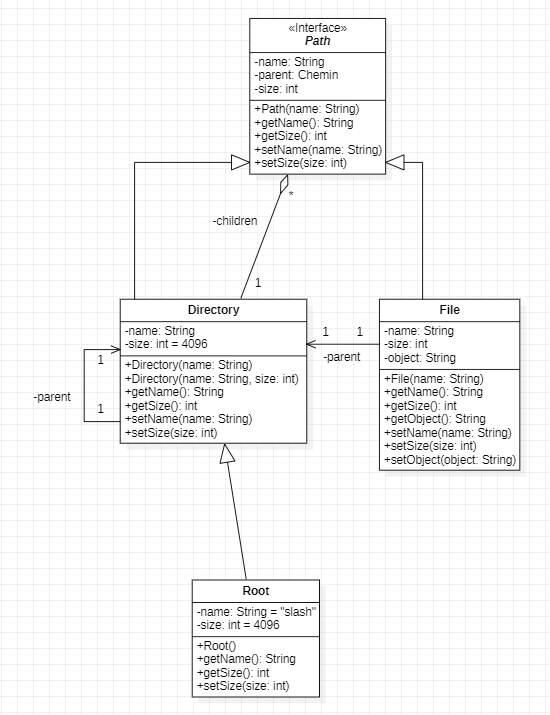 «Interface»
Path
-name: String
-parent: Chemin
-size: int
+Path(name: String)
+getName(): String
+getSize(): int
+setName(name: String)
+setSize(size: int)
*
-children
1
Directory
-name: String
-size: int = 4096
+Directory(name: String)
+Directory(name: String, size: int)
+getName(): String
+getSize(): int
+setName(name: String)
+setSize(size: int)
1
-parent
1
1 1
-parent
File
-name: String
-size: int
-object: String
+File(name: String)
+getName(): String
+getSize(): int
+getObject(): String
+setName(name: String)
+setSize(size: int)
+setObject(object: String)
Root
-name: String = "slash"
-size: int = 4096
+Root()
+getName(): String
+getSize(): int
+setSize(size: int)